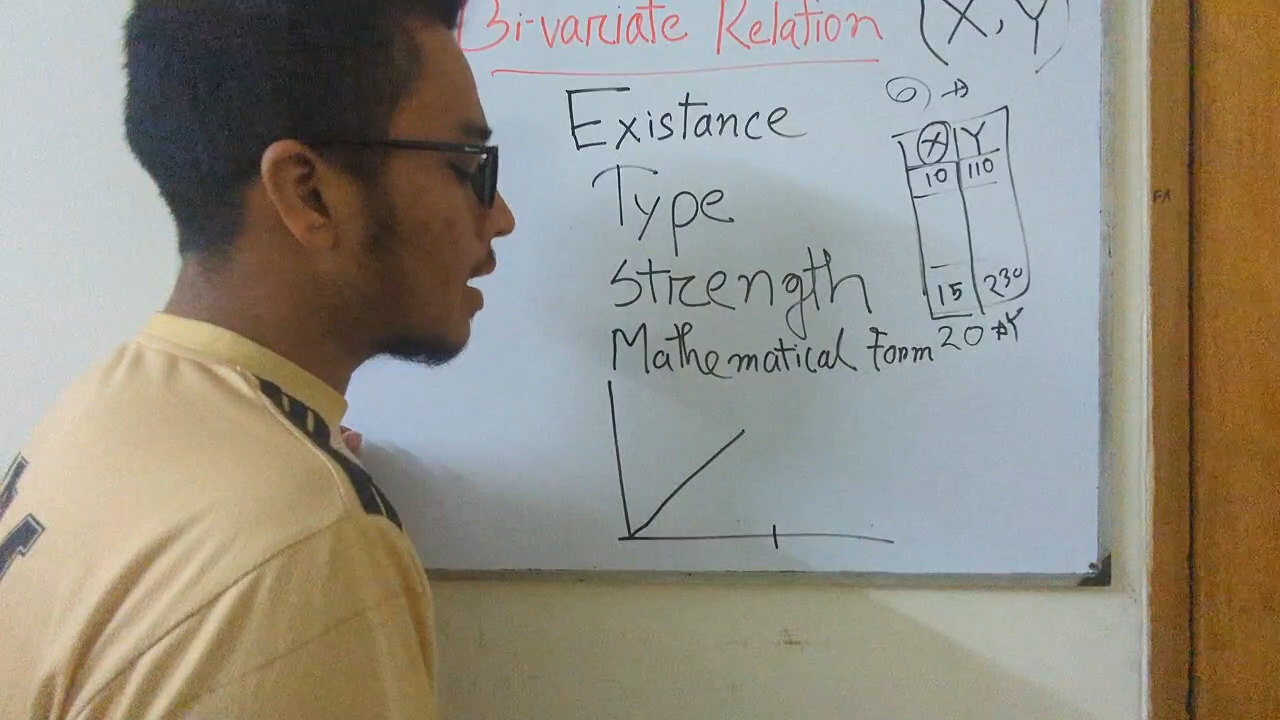 Bi-variate Relation (X, Y)
Existance
X Y
10 110
Type
15 230
Strength
20 → Y
Mathematical Form